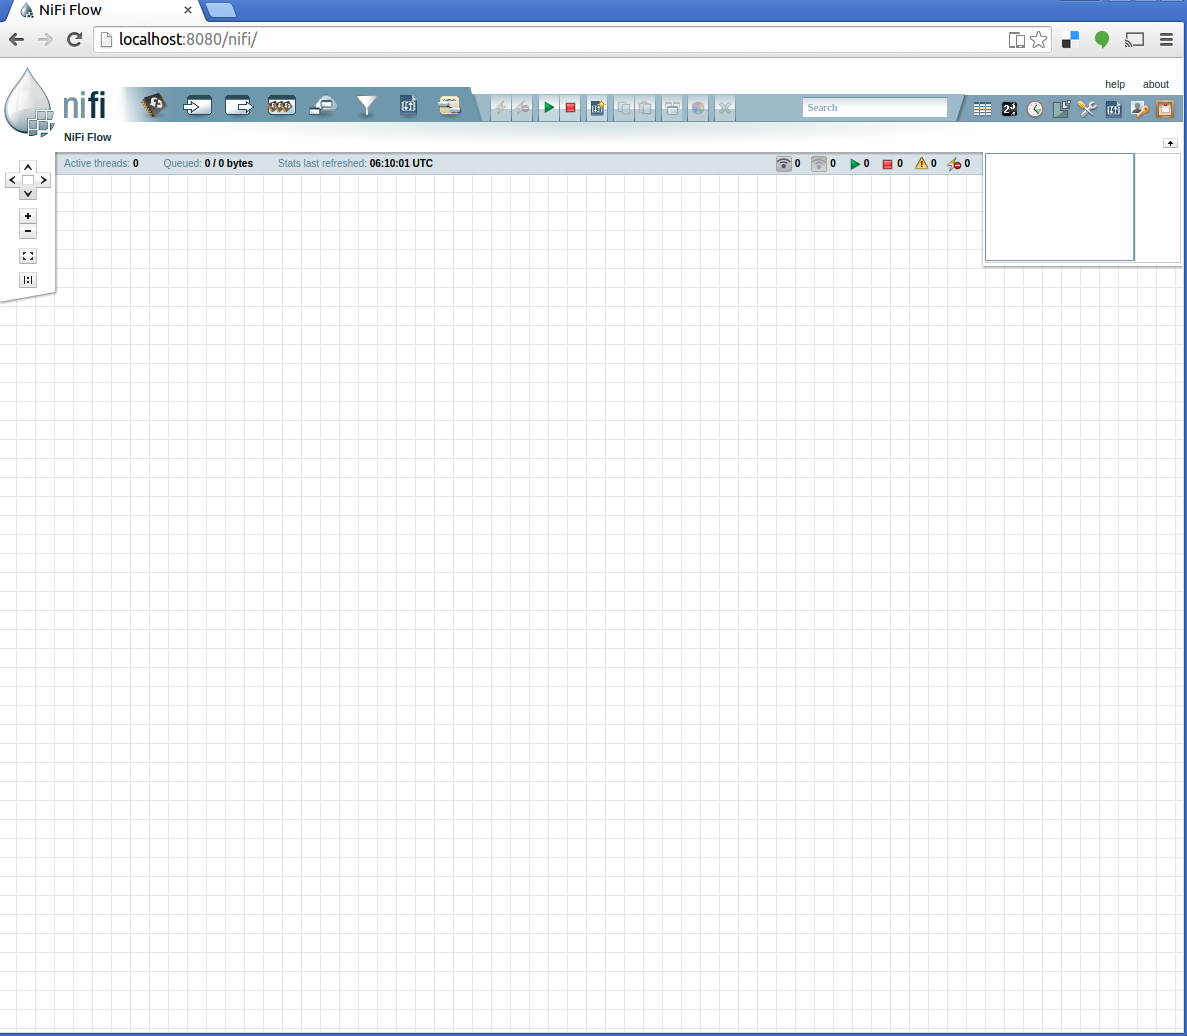 NiFi Flow
localhost:8080/nifi/
help about
nifi
Search
NiFi Flow
Active threads: 0 Queued: 0 / 0 bytes Stats last refreshed: 06:10:01 UTC 0 0 0 0 0 0